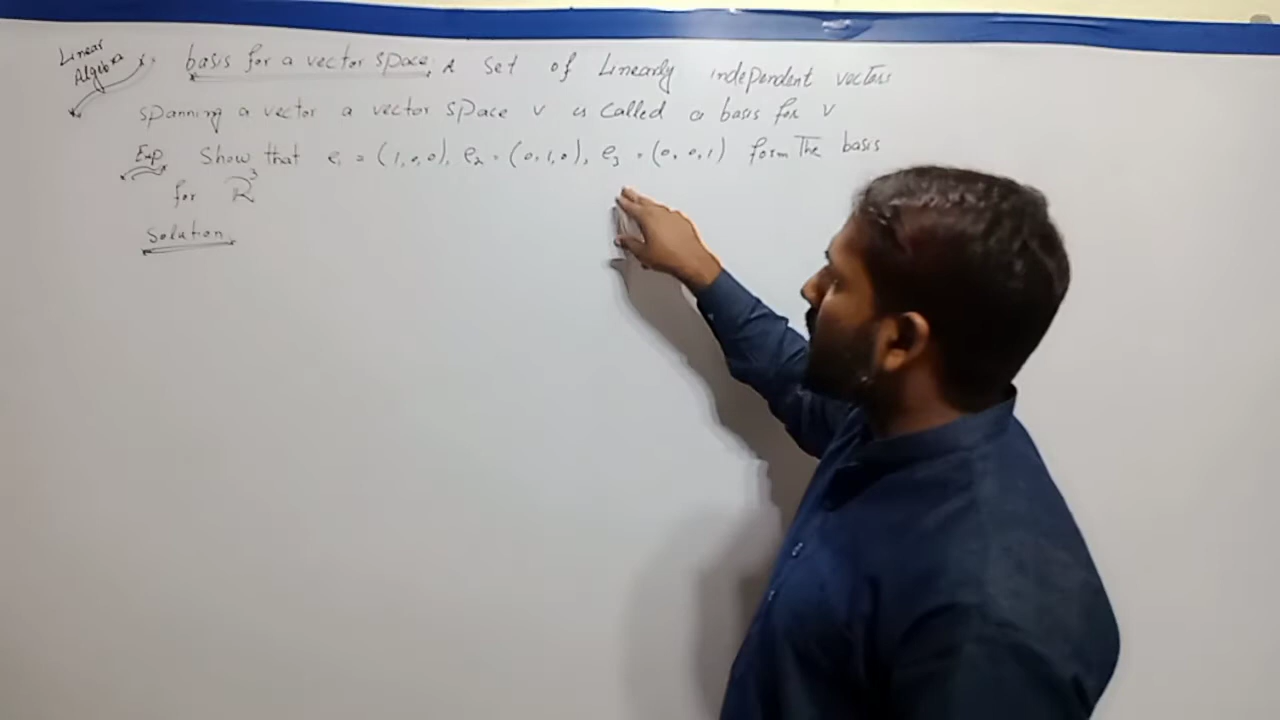 Linear Algebra
basis for a vector space, A set of Linearly independent vectors
spanning a vector a vector space V is called a basis for V
Exp Show that e₁ = (1,0,0), e₂ = (0,1,0), e₃ = (0,0,1) form The basis
for R³
Solution